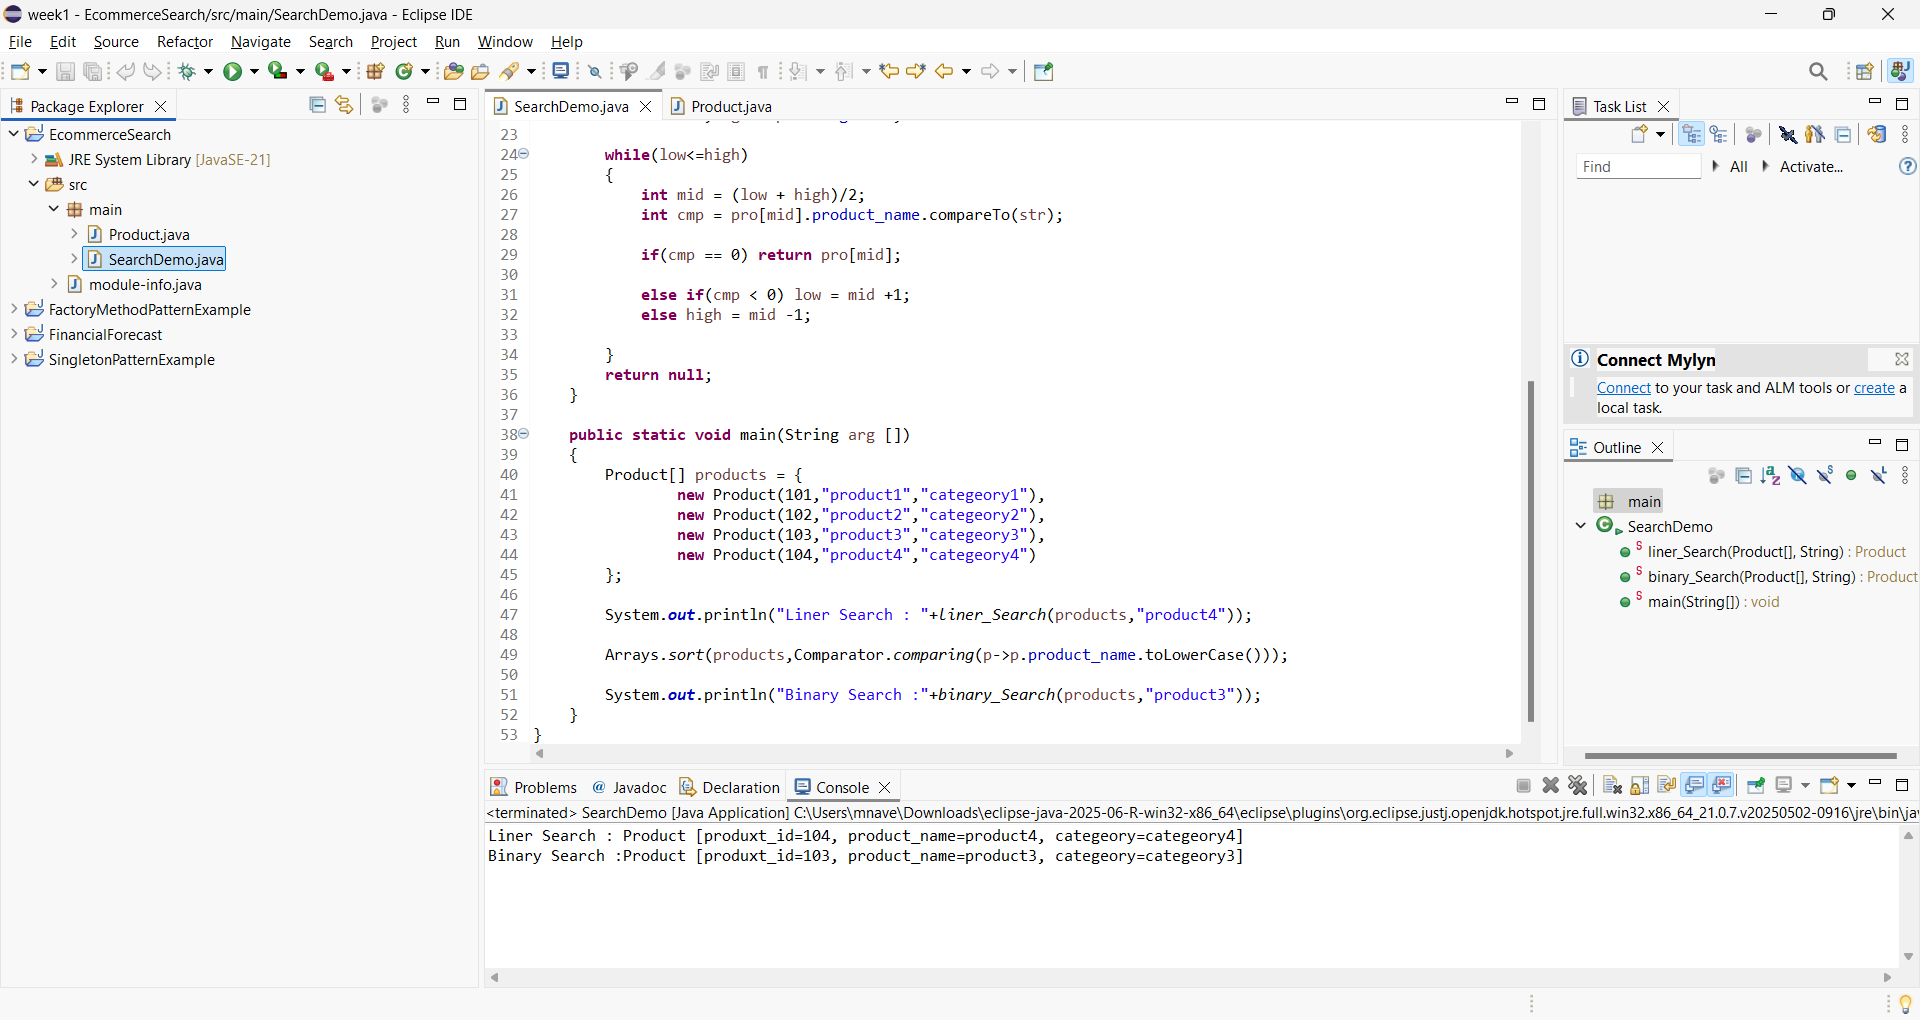 week1 - EcommerceSearch/src/main/SearchDemo.java - Eclipse IDE
File Edit Source Refactor Navigate Search Project Run Window Help
Package Explorer
EcommerceSearch
JRE System Library [JavaSE-21]
src
main
Product.java
SearchDemo.java
module-info.java
FactoryMethodPatternExample
FinancialForecast
SingletonPatternExample
SearchDemo.java Product.java
23
24 while(low<=high)
25 {
26 int mid = (low + high)/2;
27 int cmp = pro[mid].product_name.compareTo(str);
28
29 if(cmp == 0) return pro[mid];
30
31 else if(cmp < 0) low = mid +1;
32 else high = mid -1;
33
34 }
35 return null;
36 }
37
38 public static void main(String arg [])
39 {
40 Product[] products = {
41 new Product(101,"product1","categeory1"),
42 new Product(102,"product2","categeory2"),
43 new Product(103,"product3","categeory3"),
44 new Product(104,"product4","categeory4")
45 };
46
47 System.out.println("Liner Search : "+liner_Search(products,"product4"));
48
49 Arrays.sort(products,Comparator.comparing(p->p.product_name.toLowerCase()));
50
51 System.out.println("Binary Search :"+binary_Search(products,"product3"));
52 }
53 }
Task List
Find All Activate...
Connect Mylyn
Connect to your task and ALM tools or create a
local task.
Outline
main
SearchDemo
liner_Search(Product[], String) : Product
binary_Search(Product[], String) : Product
main(String[]) : void
Problems Javadoc Declaration Console
<terminated> SearchDemo [Java Application] C:\Users\mnave\Downloads\eclipse-java-2025-06-R-win32-x86_64\eclipse\plugins\org.eclipse.justj.openjdk.hotspot.jre.full.win32.x86_64_21.0.7.v20250502-0916\jre\bin\ja
Liner Search : Product [produxt_id=104, product_name=product4, categeory=categeory4]
Binary Search :Product [produxt_id=103, product_name=product3, categeory=categeory3]